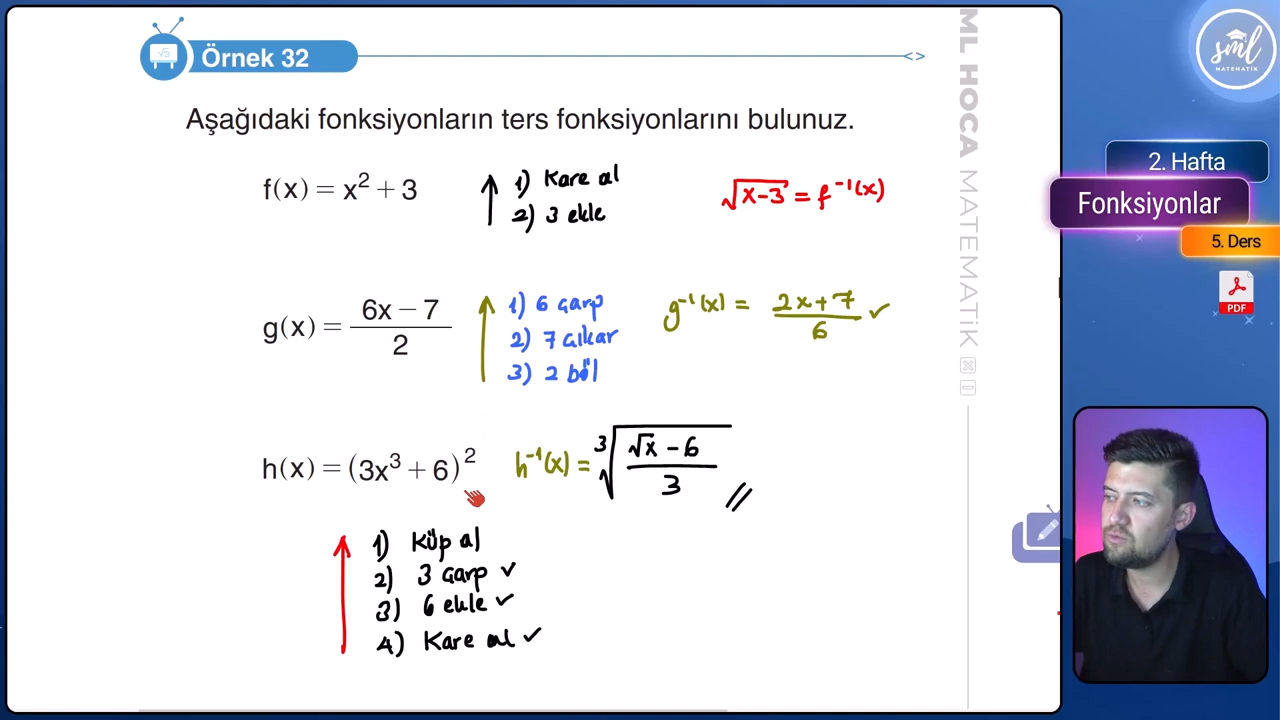 Örnek 32
<>
Aşağıdaki fonksiyonların ters fonksiyonlarını bulunuz.
f(x) = x² + 3
1) Kare al
2) 3 ekle
√(x-3) = f⁻¹(x)
g(x) = (6x – 7)/2
1) 6 Çarp
2) 7 Çıkar
3) 2 böl
g⁻¹(x) = (2x+7)/6 ✓
h(x) = (3x³ + 6)²
h⁻¹(x) = ∛((√x - 6)/3) //
1) Küp al
2) 3 Çarp ✓
3) 6 ekle ✓
4) Kare al ✓
ML HOCA MATEMATİK
sml
MATEMATİK
2. Hafta
Fonksiyonlar
5. Ders
PDF